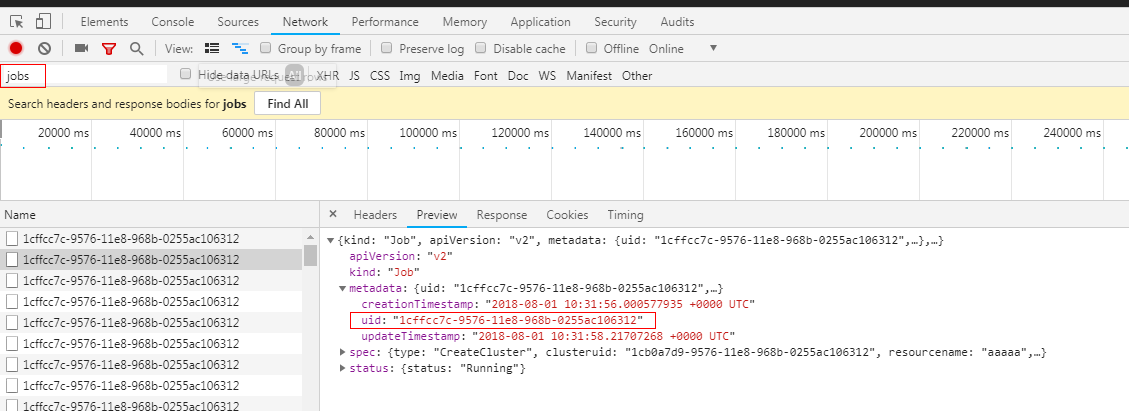 Elements Console Sources Network Performance Memory Application Security Audits
View: Group by frame Preserve log Disable cache Offline Online
jobs Hide data URLs All XHR JS CSS Img Media Font Doc WS Manifest Other
Search headers and response bodies for jobs Find All
20000 ms 40000 ms 60000 ms 80000 ms 100000 ms 120000 ms 140000 ms 160000 ms 180000 ms 200000 ms 220000 ms 240000 ms
Name × Headers Preview Response Cookies Timing
1cffcc7c-9576-11e8-968b-0255ac106312
1cffcc7c-9576-11e8-968b-0255ac106312
1cffcc7c-9576-11e8-968b-0255ac106312
1cffcc7c-9576-11e8-968b-0255ac106312
1cffcc7c-9576-11e8-968b-0255ac106312
1cffcc7c-9576-11e8-968b-0255ac106312
1cffcc7c-9576-11e8-968b-0255ac106312
1cffcc7c-9576-11e8-968b-0255ac106312
{kind: "Job", apiVersion: "v2", metadata: {uid: "1cffcc7c-9576-11e8-968b-0255ac106312",…},…}
apiVersion: "v2"
kind: "Job"
metadata: {uid: "1cffcc7c-9576-11e8-968b-0255ac106312",…}
creationTimestamp: "2018-08-01 10:31:56.000577935 +0000 UTC"
uid: "1cffcc7c-9576-11e8-968b-0255ac106312"
updateTimestamp: "2018-08-01 10:31:58.21707268 +0000 UTC"
spec: {type: "CreateCluster", clusteruid: "1cb0a7d9-9576-11e8-968b-0255ac106312", resourcename: "aaaaa",…}
status: {status: "Running"}